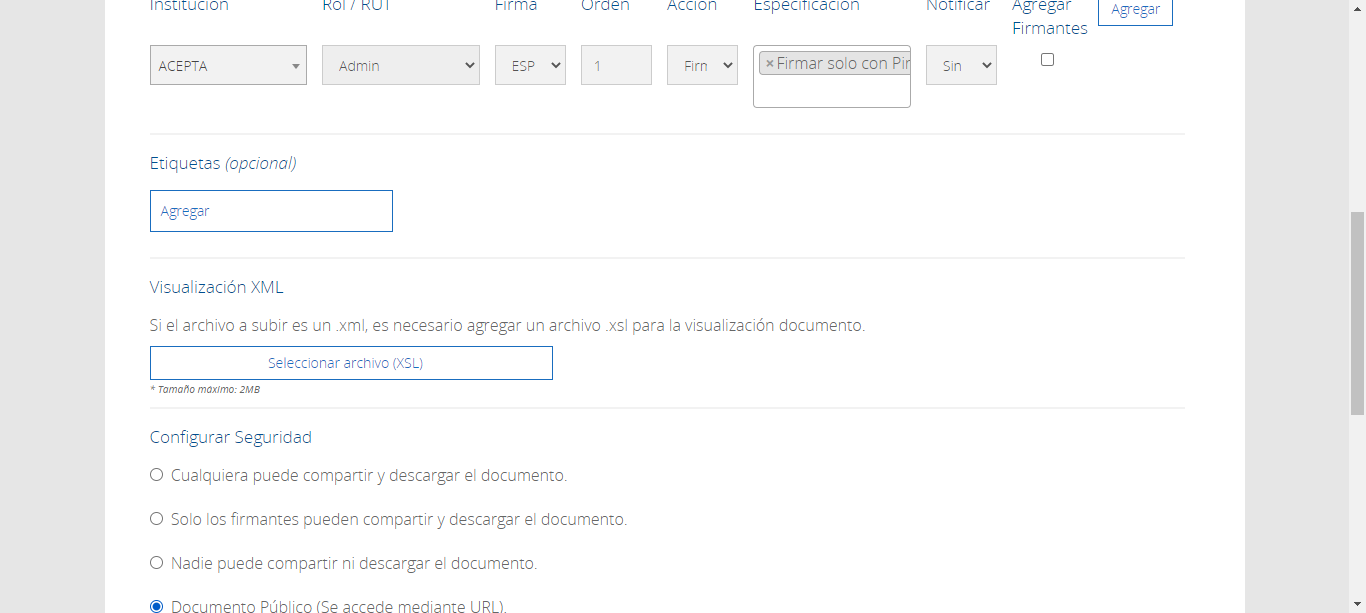 Institución Rol / RUT Firma Orden Acción Especificación Notificar Agregar Firmantes Agregar
ACEPTA Admin ESP 1 Firn × Firmar solo con Pin Sin
Etiquetas (opcional)
Agregar
Visualización XML
Si el archivo a subir es un .xml, es necesario agregar un archivo .xsl para la visualización documento.
Seleccionar archivo (XSL)
* Tamaño máximo: 2MB
Configurar Seguridad
Cualquiera puede compartir y descargar el documento.
Solo los firmantes pueden compartir y descargar el documento.
Nadie puede compartir ni descargar el documento.
Documento Público (Se accede mediante URL).